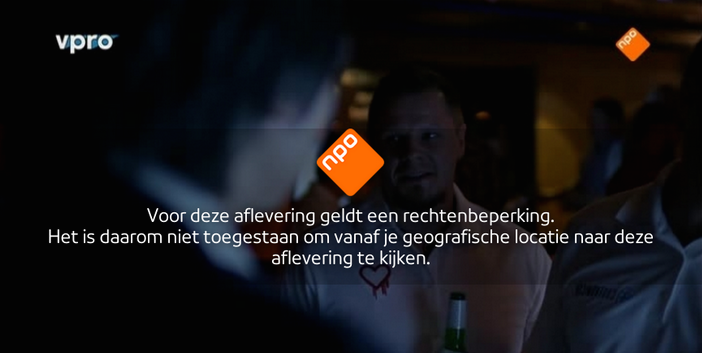 vpro
npo
npo
Voor deze aflevering geldt een rechtenbeperking.
Het is daarom niet toegestaan om vanaf je geografische locatie naar deze
aflevering te kijken.